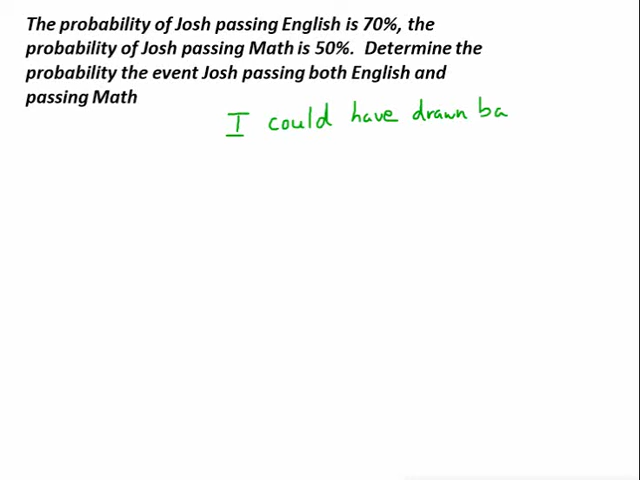 The probability of Josh passing English is 70%, the
probability of Josh passing Math is 50%. Determine the
probability the event Josh passing both English and
passing Math
I could have drawn ba